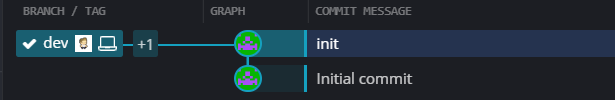 BRANCH / TAG GRAPH COMMIT MESSAGE
dev +1 init
Initial commit